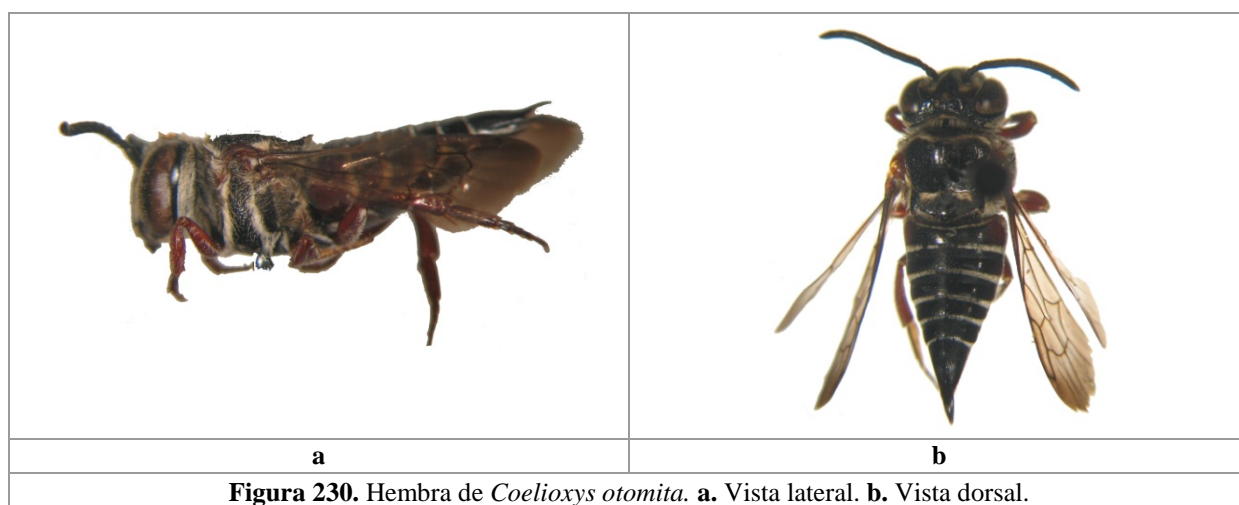 a
b
Figura 230. Hembra de Coelioxys otomita. a. Vista lateral. b. Vista dorsal.